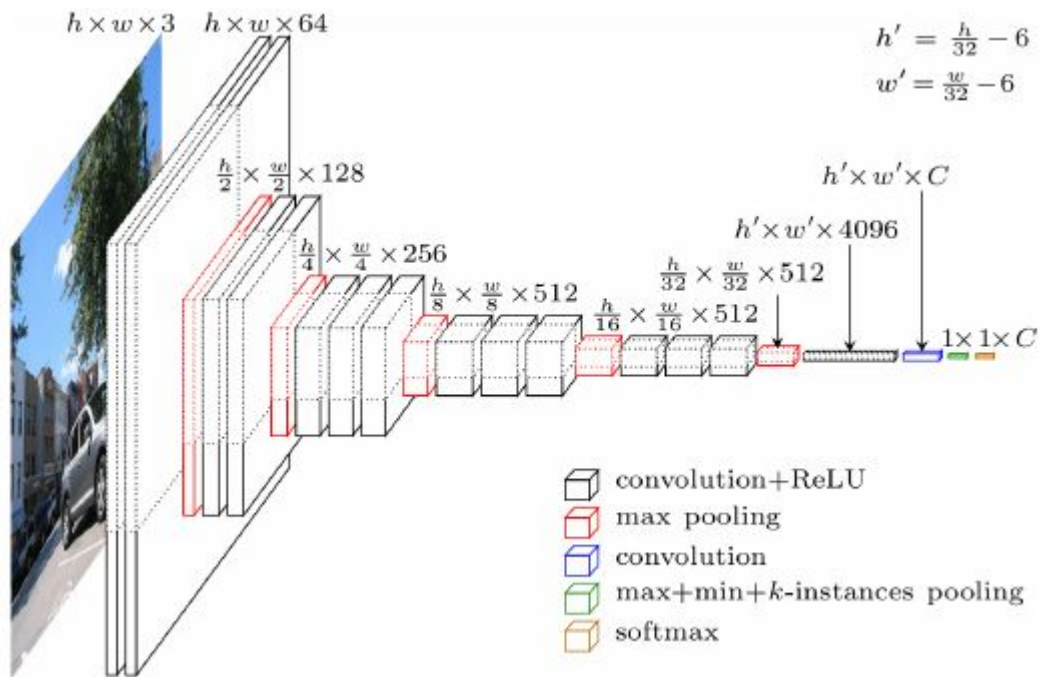 h × w × 3
h × w × 64
h′ = h/32 − 6
w′ = w/32 − 6
h/2 × w/2 × 128
h′ × w′ × C
h′ × w′ × 4096
h/4 × w/4 × 256
h/32 × w/32 × 512
h/8 × w/8 × 512
h/16 × w/16 × 512
1 × 1 × C
convolution+ReLU
max pooling
convolution
max+min+k-instances pooling
softmax